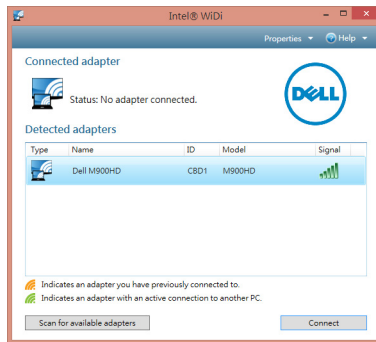 Intel® WiDi
Properties Help
Connected adapter
Status: No adapter connected.
DELL
Detected adapters
Type Name ID Model Signal
Dell M900HD CBD1 M900HD
Indicates an adapter you have previously connected to.
Indicates an adapter with an active connection to another PC.
Scan for available adapters Connect